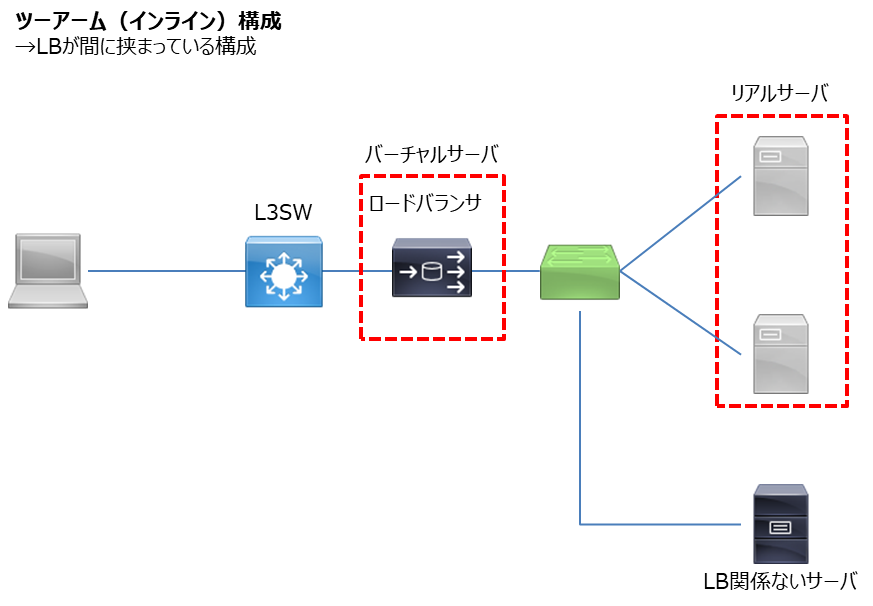 ツーアーム（インライン）構成
→LBが間に挟まっている構成
リアルサーバ
バーチャルサーバ
ロードバランサ
L3SW
LB関係ないサーバ